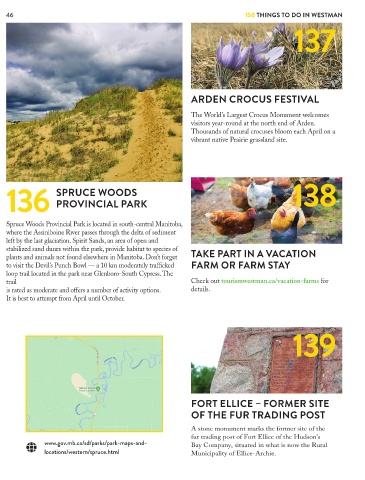 46
150 THINGS TO DO IN WESTMAN
136
SPRUCE WOODS
PROVINCIAL PARK
Spruce Woods Provincial Park is located in south-central Manitoba,
where the Assiniboine River passes through the delta of sediment
left by the last glaciation. Spirit Sands, an area of open and
stabilized sand dunes within the park, provide habitat to species of
plants and animals not found elsewhere in Manitoba. Don't forget
to visit the Devil's Punch Bowl — a 10 km moderately trafficked
loop trail located in the park near Glenboro-South Cypress. The
trail
is rated as moderate and offers a number of activity options.
It is best to attempt from April until October.
www.gov.mb.ca/sd/parks/park-maps-and-
locations/western/spruce.html
137
ARDEN CROCUS FESTIVAL
The World's Largest Crocus Monument welcomes
visitors year-round at the north end of Arden.
Thousands of natural crocuses bloom each April on a
vibrant native Prairie grassland site.
138
TAKE PART IN A VACATION
FARM OR FARM STAY
Check out tourismwestman.ca/vacation-farms for
details.
139
FORT ELLICE – FORMER SITE
OF THE FUR TRADING POST
A stone monument marks the former site of the
fur trading post of Fort Ellice of the Hudson's
Bay Company, situated in what is now the Rural
Municipality of Ellice-Archie.